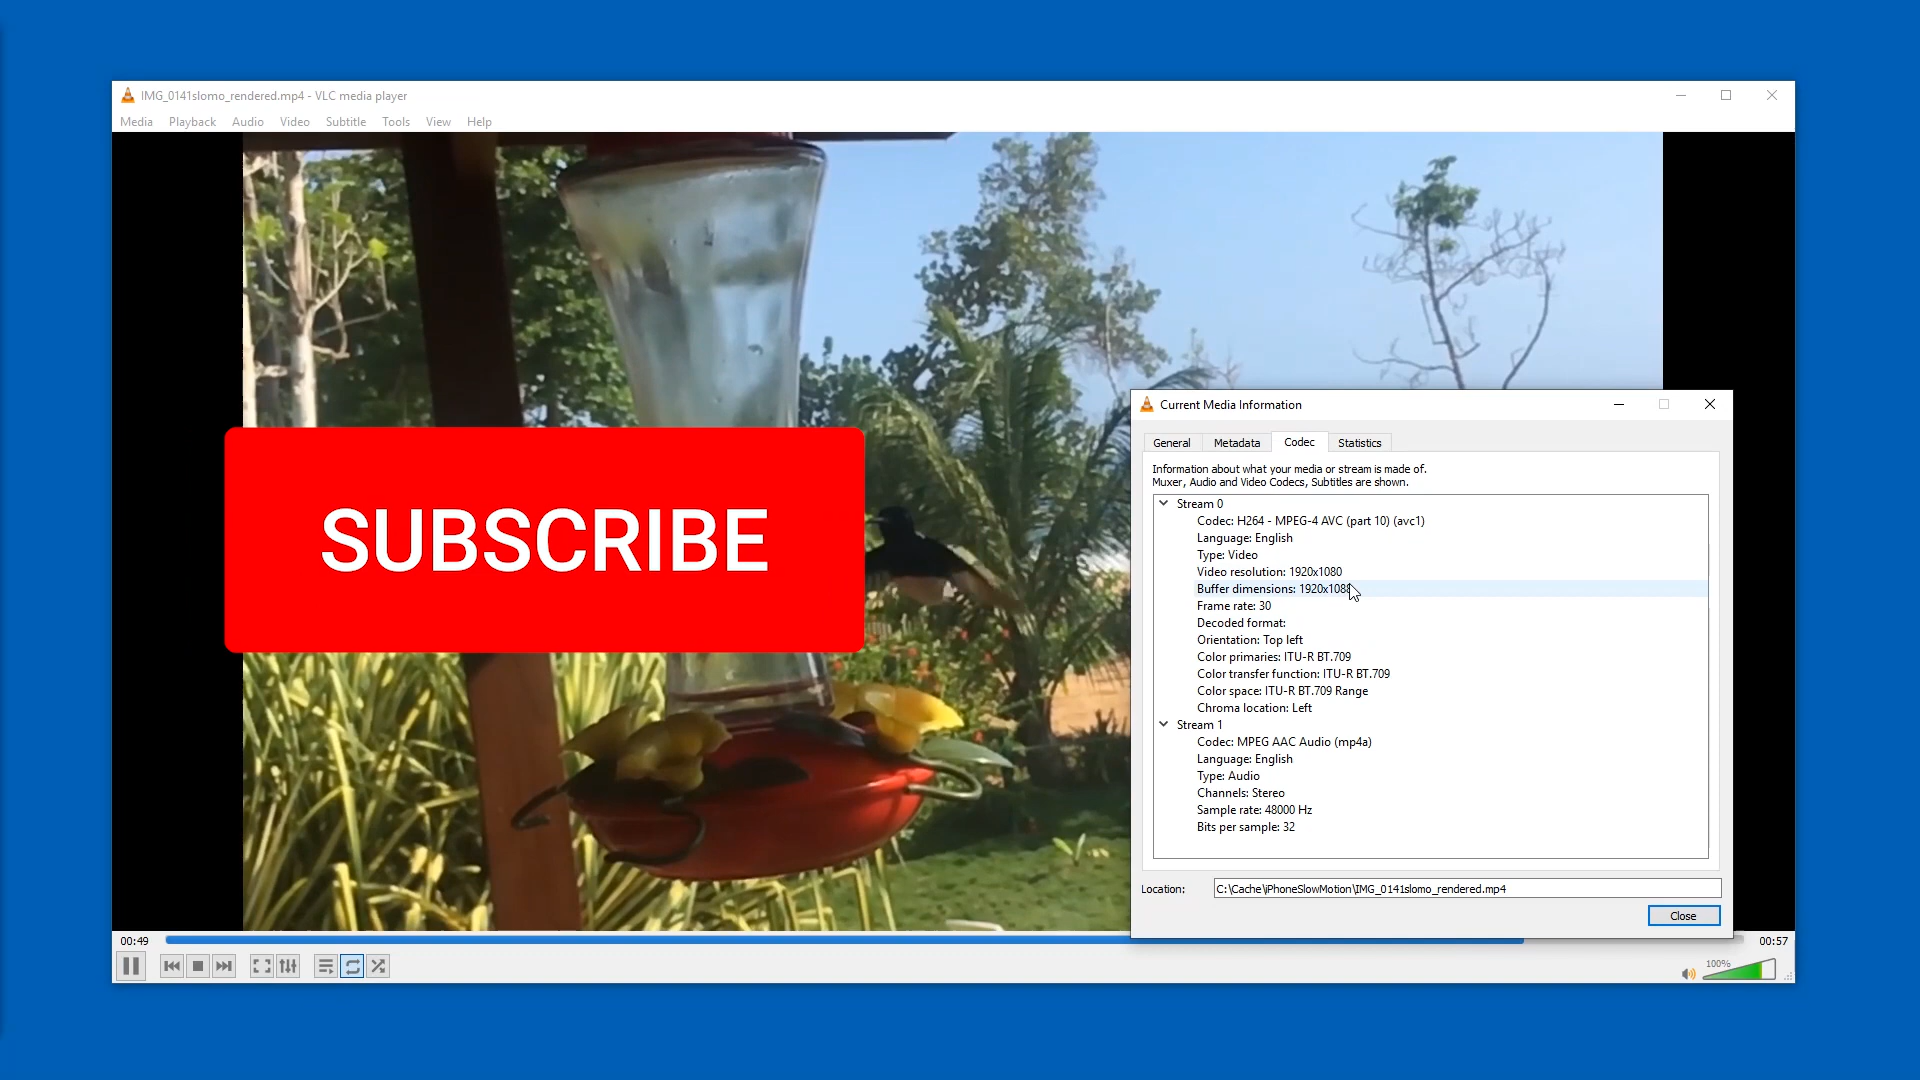 IMG_0141slomo_rendered.mp4 - VLC media player
Media Playback Audio Video Subtitle Tools View Help
SUBSCRIBE
Current Media Information
General Metadata Codec Statistics
Information about what your media or stream is made of.
Muxer, Audio and Video Codecs, Subtitles are shown.
Stream 0
Codec: H264 - MPEG-4 AVC (part 10) (avc1)
Language: English
Type: Video
Video resolution: 1920x1080
Buffer dimensions: 1920x1088
Frame rate: 30
Decoded format:
Orientation: Top left
Color primaries: ITU-R BT.709
Color transfer function: ITU-R BT.709
Color space: ITU-R BT.709 Range
Chroma location: Left
Stream 1
Codec: MPEG AAC Audio (mp4a)
Language: English
Type: Audio
Channels: Stereo
Sample rate: 48000 Hz
Bits per sample: 32
Location: C:\Cache\iPhoneSlowMotion\IMG_0141slomo_rendered.mp4
Close
00:49 00:57
100%